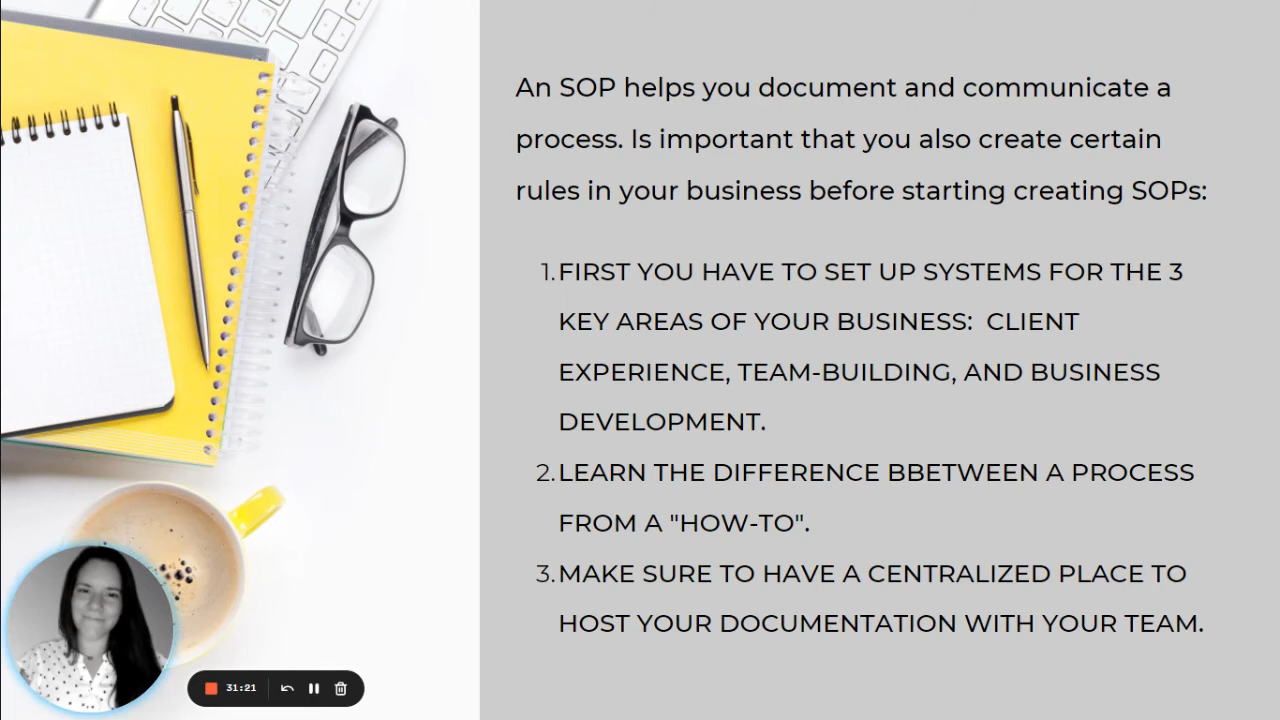 An SOP helps you document and communicate a
process. Is important that you also create certain
rules in your business before starting creating SOPs:
1. FIRST YOU HAVE TO SET UP SYSTEMS FOR THE 3
KEY AREAS OF YOUR BUSINESS:  CLIENT
EXPERIENCE, TEAM-BUILDING, AND BUSINESS
DEVELOPMENT.
2. LEARN THE DIFFERENCE BBETWEEN A PROCESS
FROM A "HOW-TO".
3. MAKE SURE TO HAVE A CENTRALIZED PLACE TO
HOST YOUR DOCUMENTATION WITH YOUR TEAM.
31:21